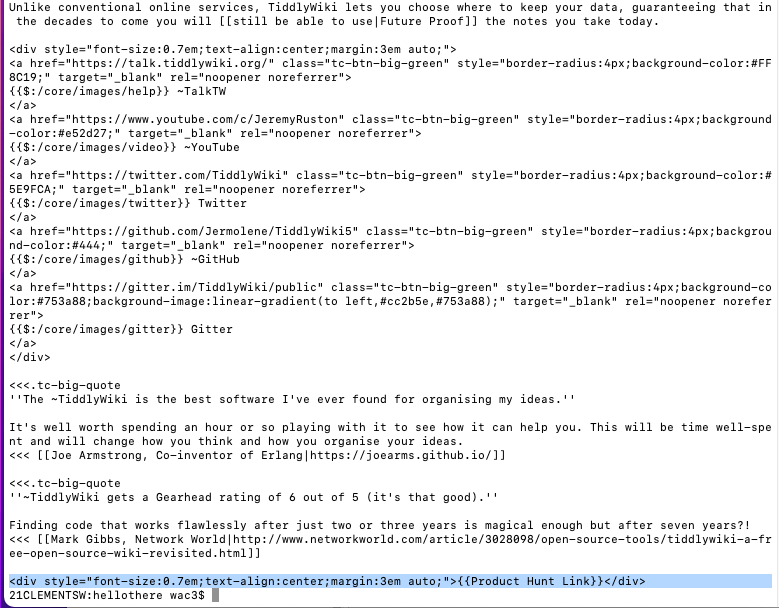 Unlike conventional online services, TiddlyWiki lets you choose where to keep your data, guaranteeing that in
 the decades to come you will [[still be able to use|Future Proof]] the notes you take today.
<div style="font-size:0.7em;text-align:center;margin:3em auto;">
<a href="https://talk.tiddlywiki.org/" class="tc-btn-big-green" style="border-radius:4px;background-color:#FF
8C19;" target="_blank" rel="noopener noreferrer">
{{$:/core/images/help}} ~TalkTW
</a>
<a href="https://www.youtube.com/c/JeremyRuston" class="tc-btn-big-green" style="border-radius:4px;background
-color:#e52d27;" target="_blank" rel="noopener noreferrer">
{{$:/core/images/video}} ~YouTube
</a>
<a href="https://twitter.com/TiddlyWiki" class="tc-btn-big-green" style="border-radius:4px;background-color:#
5E9FCA;" target="_blank" rel="noopener noreferrer">
{{$:/core/images/twitter}} Twitter
</a>
<a href="https://github.com/Jermolene/TiddlyWiki5" class="tc-btn-big-green" style="border-radius:4px;backgrou
nd-color:#444;" target="_blank" rel="noopener noreferrer">
{{$:/core/images/github}} ~GitHub
</a>
<a href="https://gitter.im/TiddlyWiki/public" class="tc-btn-big-green" style="border-radius:4px;background-co
lor:#753a88;background-image:linear-gradient(to left,#cc2b5e,#753a88);" target="_blank" rel="noopener norefer
rer">
{{$:/core/images/gitter}} Gitter
</a>
</div>
<<<.tc-big-quote
''The ~TiddlyWiki is the best software I've ever found for organising my ideas.''
It's well worth spending an hour or so playing with it to see how it can help you. This will be time well-spe
nt and will change how you think and how you organise your ideas.
<<< [[Joe Armstrong, Co-inventor of Erlang|https://joearms.github.io/]]
<<<.tc-big-quote
''~TiddlyWiki gets a Gearhead rating of 6 out of 5 (it's that good).''
Finding code that works flawlessly after just two or three years is magical enough but after seven years?!
<<< [[Mark Gibbs, Network World|http://www.networkworld.com/article/3028098/open-source-tools/tiddlywiki-a-fr
ee-open-source-wiki-revisited.html]]
<div style="font-size:0.7em;text-align:center;margin:3em auto;">{{Product Hunt Link}}</div>
21CLEMENTSW:hellothere wac3$